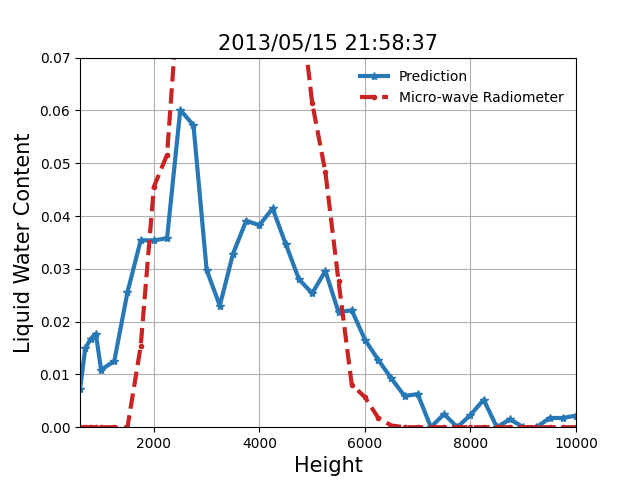 2013/05/15 21:58:37
0.07
0.06
0.05
0.04
0.03
0.02
0.01
0.00
Liquid Water Content
Prediction
Micro-wave Radiometer
2000 4000 6000 8000 10000
Height